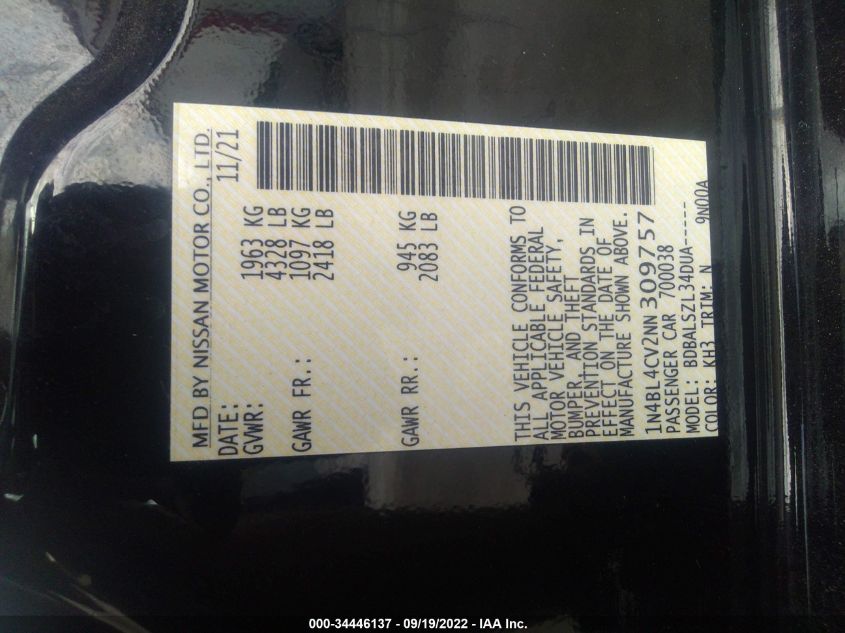 MFD BY NISSAN MOTOR CO., LTD.
DATE: 11/21
GVWR: 1963 KG
4328 LB
GAWR FR.: 1097 KG
2418 LB
GAWR RR.: 945 KG
2083 LB
THIS VEHICLE CONFORMS TO
ALL APPLICABLE FEDERAL
MOTOR VEHICLE SAFETY,
BUMPER, AND THEFT
PREVENTION STANDARDS IN
EFFECT ON THE DATE OF
MANUFACTURE SHOWN ABOVE.
1N4BL4CV2NN309757
PASSENGER CAR 700038
MODEL: BDBALSZL34DUA-----
COLOR: KH3 TRIM: N 9N00A
000-34446137 - 09/19/2022 - IAA Inc.